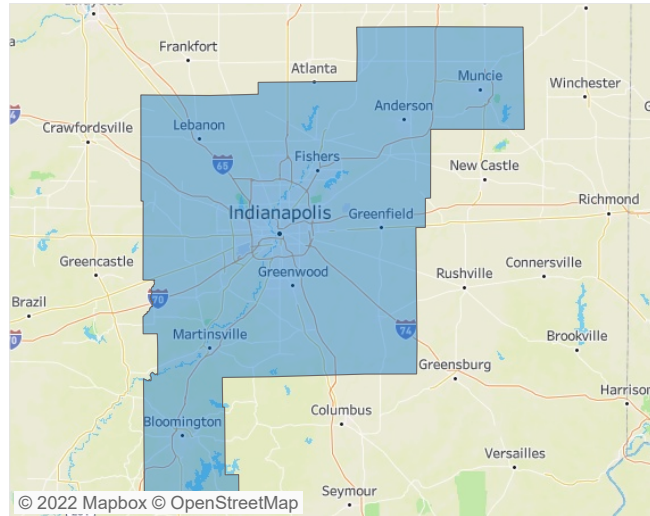 Frankfort
Atlanta
Muncie
Winchester
Anderson
Crawfordsville
Lebanon
65
Fishers
New Castle
Indianapolis
Greenfield
Richmond
Greencastle
Greenwood
Rushville
Connersville
Brazil
70
74
Martinsville
Brookville
Greensburg
Harrison
Columbus
Bloomington
Versailles
Seymour
© 2022 Mapbox © OpenStreetMap